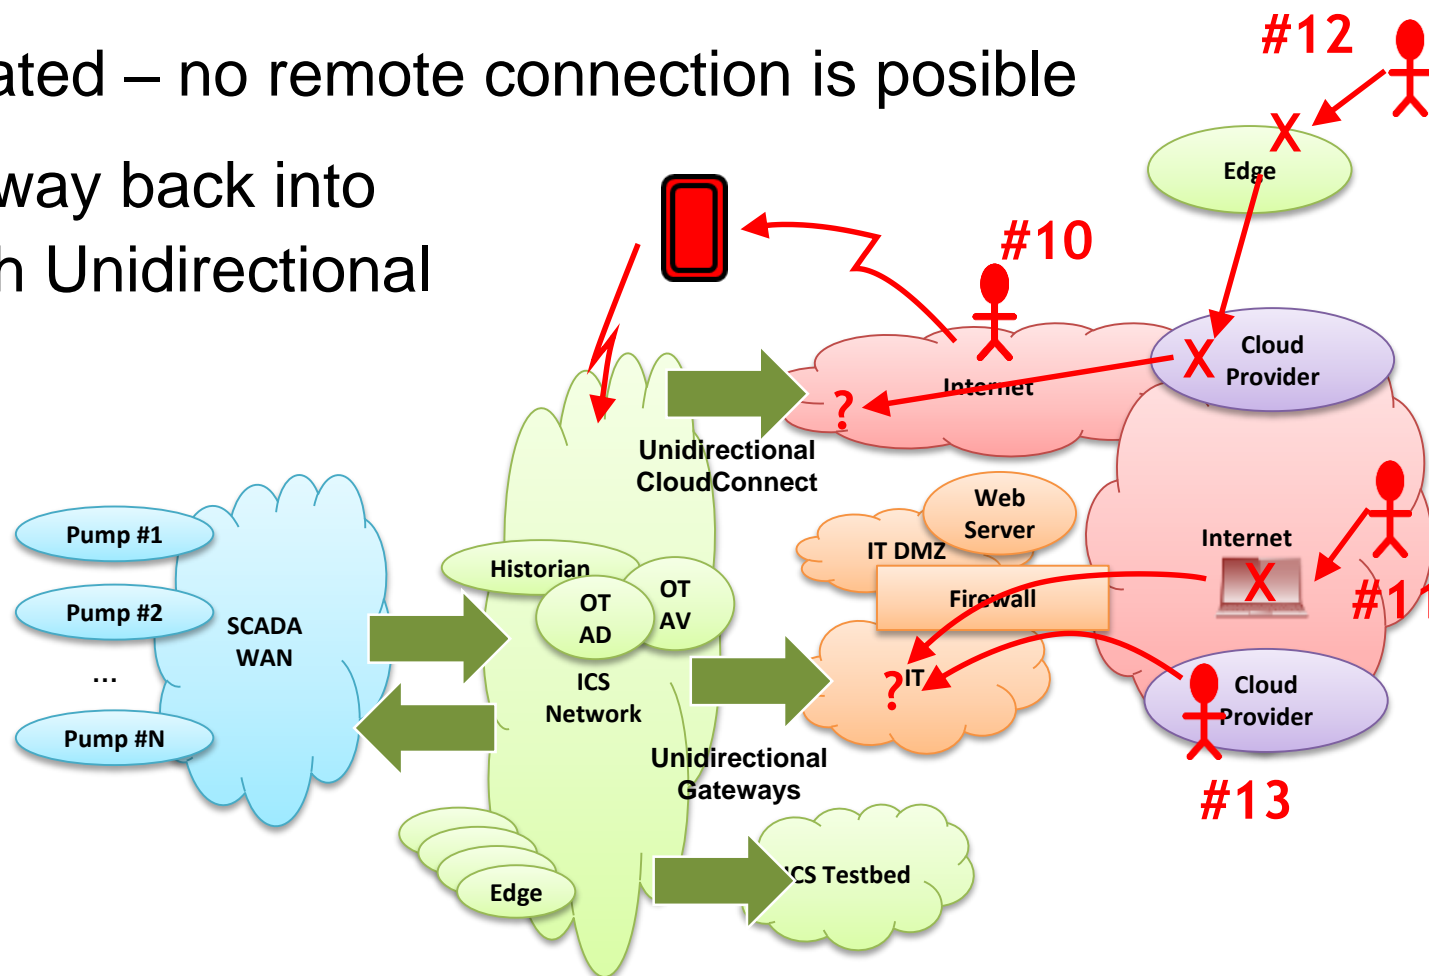 #12
ated – no remote connection is posible
Edge
way back into
#10
h Unidirectional
Cloud
Provider
Internet
?
Unidirectional
CloudConnect
Web
Server
Pump #1
IT DMZ
Internet
Historian
OT
AV
OT
AD
Firewall
#11
Pump #2
SCADA
WAN
...
ICS
Network
?
IT
Cloud
Provider
Pump #N
Unidirectional
Gateways
#13
ICS Testbed
Edge
X
X
X